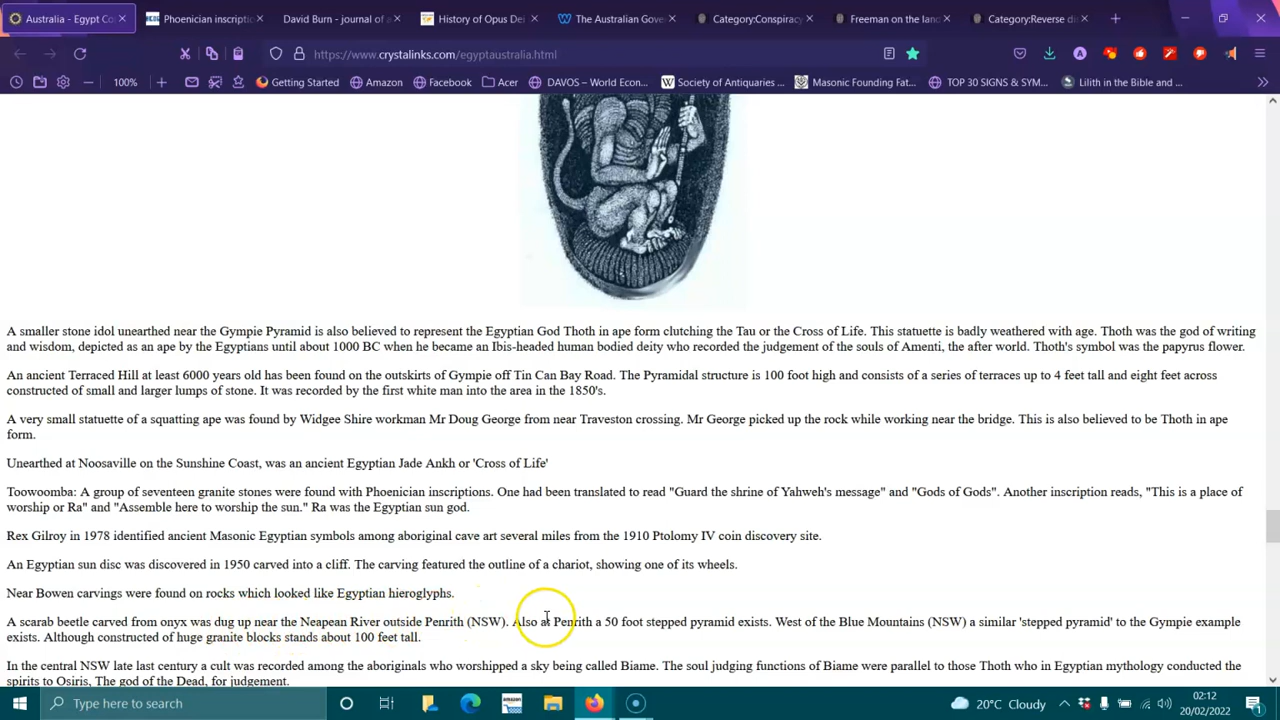 Australia - Egypt Co
Phoenician inscripti
David Burn - journal of a
History of Opus Dei
The Australian Gove
Category:Conspirac
Freeman on the lan
Category:Reverse di
https://www.crystalinks.com/egyptaustralia.html
100%
Getting Started
Amazon
Facebook
Acer
DAVOS – World Econ...
Society of Antiquaries ...
Masonic Founding Fat...
TOP 30 SIGNS & SYM...
Lilith in the Bible and ...
A smaller stone idol unearthed near the Gympie Pyramid is also believed to represent the Egyptian God Thoth in ape form clutching the Tau or the Cross of Life. This statuette is badly weathered with age. Thoth was the god of writing
and wisdom, depicted as an ape by the Egyptians until about 1000 BC when he became an Ibis-headed human bodied deity who recorded the judgement of the souls of Amenti, the after world. Thoth's symbol was the papyrus flower.
An ancient Terraced Hill at least 6000 years old has been found on the outskirts of Gympie off Tin Can Bay Road. The Pyramidal structure is 100 foot high and consists of a series of terraces up to 4 feet tall and eight feet across
constructed of small and larger lumps of stone. It was recorded by the first white man into the area in the 1850's.
A very small statuette of a squatting ape was found by Widgee Shire workman Mr Doug George from near Traveston crossing. Mr George picked up the rock while working near the bridge. This is also believed to be Thoth in ape
form.
Unearthed at Noosaville on the Sunshine Coast, was an ancient Egyptian Jade Ankh or 'Cross of Life'
Toowoomba: A group of seventeen granite stones were found with Phoenician inscriptions. One had been translated to read "Guard the shrine of Yahweh's message" and "Gods of Gods". Another inscription reads, "This is a place of
worship or Ra" and "Assemble here to worship the sun." Ra was the Egyptian sun god.
Rex Gilroy in 1978 identified ancient Masonic Egyptian symbols among aboriginal cave art several miles from the 1910 Ptolomy IV coin discovery site.
An Egyptian sun disc was discovered in 1950 carved into a cliff. The carving featured the outline of a chariot, showing one of its wheels.
Near Bowen carvings were found on rocks which looked like Egyptian hieroglyphs.
A scarab beetle carved from onyx was dug up near the Neapean River outside Penrith (NSW). Also at Penrith a 50 foot stepped pyramid exists. West of the Blue Mountains (NSW) a similar 'stepped pyramid' to the Gympie example
exists. Although constructed of huge granite blocks stands about 100 feet tall.
In the central NSW late last century a cult was recorded among the aboriginals who worshipped a sky being called Biame. The soul judging functions of Biame were parallel to those Thoth who in Egyptian mythology conducted the
spirits to Osiris, The god of the Dead, for judgement.
Type here to search
20°C Cloudy
02:12
20/02/2022